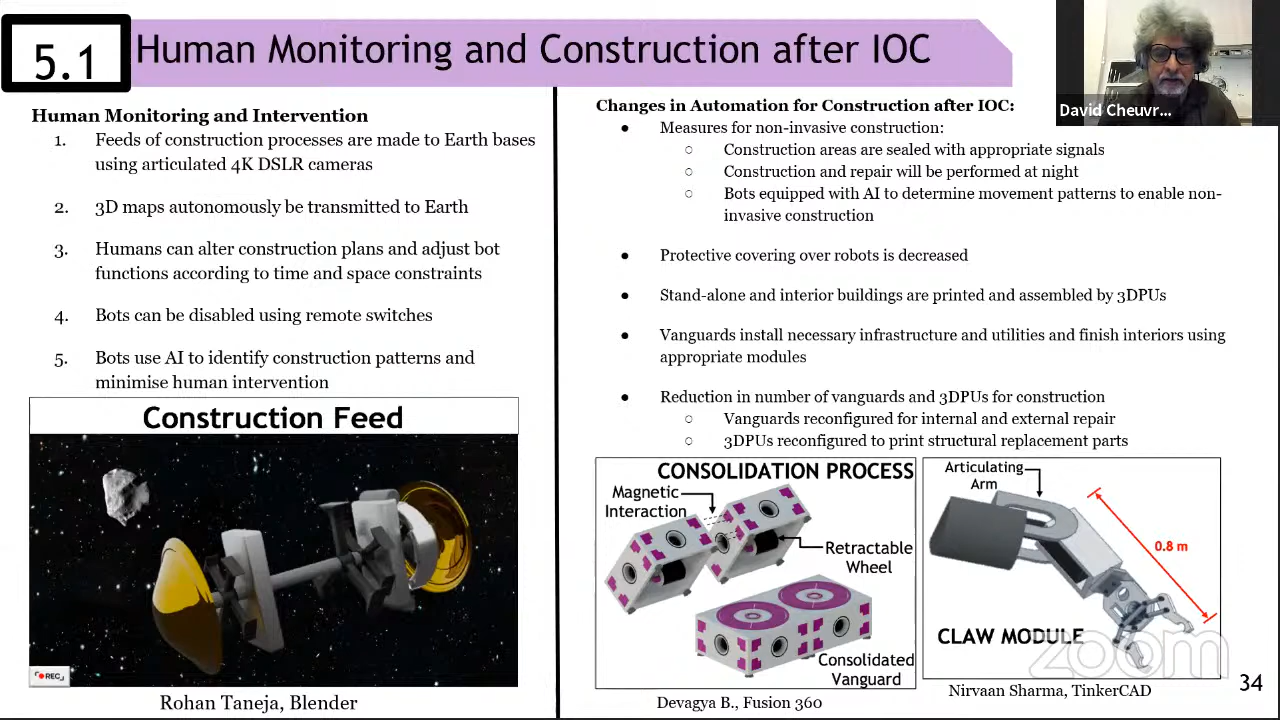 5.1
Human Monitoring and Construction after IOC
David Cheuvr...
Human Monitoring and Intervention
1. Feeds of construction processes are made to Earth bases
using articulated 4K DSLR cameras
2. 3D maps autonomously be transmitted to Earth
3. Humans can alter construction plans and adjust bot
functions according to time and space constraints
4. Bots can be disabled using remote switches
5. Bots use AI to identify construction patterns and
minimise human intervention
Construction Feed
REC
Rohan Taneja, Blender
Changes in Automation for Construction after IOC:
● Measures for non-invasive construction:
○ Construction areas are sealed with appropriate signals
○ Construction and repair will be performed at night
○ Bots equipped with AI to determine movement patterns to enable non-
invasive construction
● Protective covering over robots is decreased
● Stand-alone and interior buildings are printed and assembled by 3DPUs
● Vanguards install necessary infrastructure and utilities and finish interiors using
appropriate modules
● Reduction in number of vanguards and 3DPUs for construction
○ Vanguards reconfigured for internal and external repair
○ 3DPUs reconfigured to print structural replacement parts
CONSOLIDATION PROCESS
Magnetic
Interaction
Retractable
Wheel
Consolidated
Vanguard
Devagya B., Fusion 360
Articulating
Arm
0.8 m
CLAW MODULE
zoom
Nirvaan Sharma, TinkerCAD
34